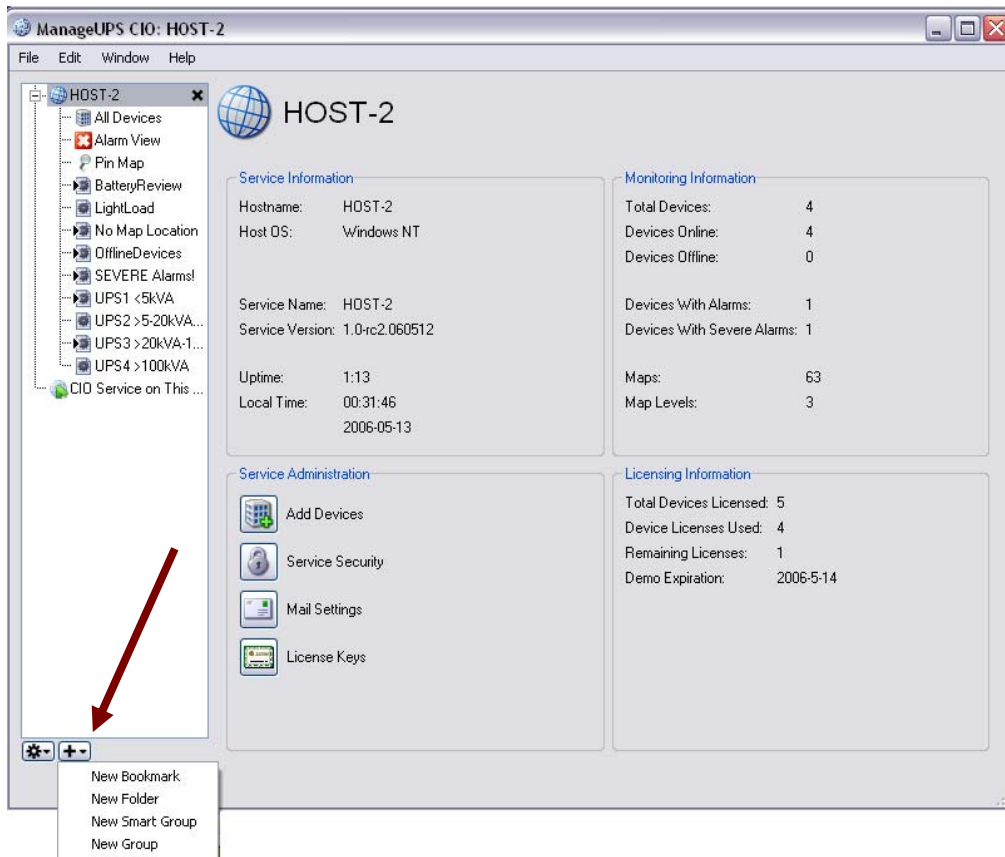 ManageUPS CIO: HOST-2
File Edit Window Help
HOST-2
All Devices
Alarm View
Pin Map
BatteryReview
LightLoad
No Map Location
OfflineDevices
SEVERE Alarms!
UPS1 <5kVA
UPS2 >5-20kVA...
UPS3 >20kVA-1...
UPS4 >100kVA
CIO Service on This ...
HOST-2
Service Information
Hostname: HOST-2
Host OS: Windows NT
Service Name: HOST-2
Service Version: 1.0-rc2.060512
Uptime: 1:13
Local Time: 00:31:46
2006-05-13
Monitoring Information
Total Devices: 4
Devices Online: 4
Devices Offline: 0
Devices With Alarms: 1
Devices With Severe Alarms: 1
Maps: 63
Map Levels: 3
Service Administration
Add Devices
Service Security
Mail Settings
License Keys
Licensing Information
Total Devices Licensed: 5
Device Licenses Used: 4
Remaining Licenses: 1
Demo Expiration: 2006-5-14
New Bookmark
New Folder
New Smart Group
New Group